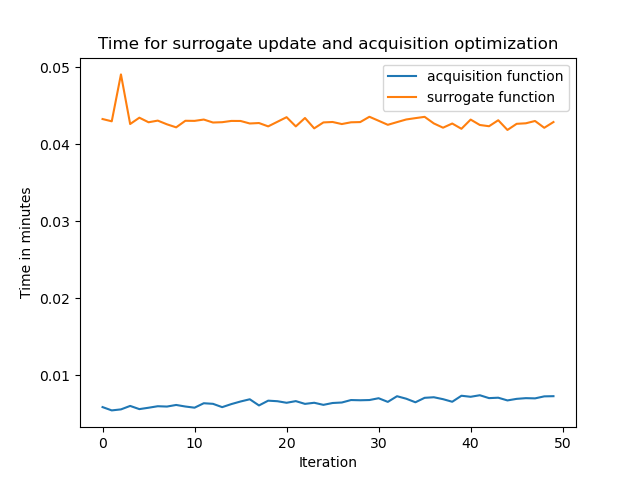 Time for surrogate update and acquisition optimization
acquisition function
surrogate function
0.05
0.04
0.03
0.02
0.01
Time in minutes
0 10 20 30 40 50
Iteration